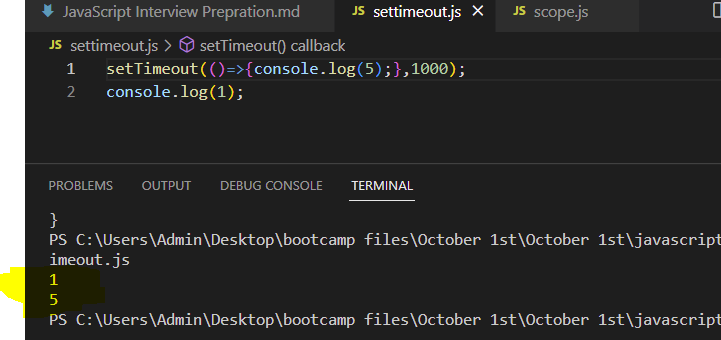 JavaScript Interview Prepration.md JS settimeout.js × JS scope.js
JS settimeout.js > setTimeout() callback
1 setTimeout(()=>{console.log(5);},1000);
2 console.log(1);
PROBLEMS OUTPUT DEBUG CONSOLE TERMINAL
}
PS C:\Users\Admin\Desktop\bootcamp files\October 1st\October 1st\javascript
imeout.js
1
5
PS C:\Users\Admin\Desktop\bootcamp files\October 1st\October 1st\javascript